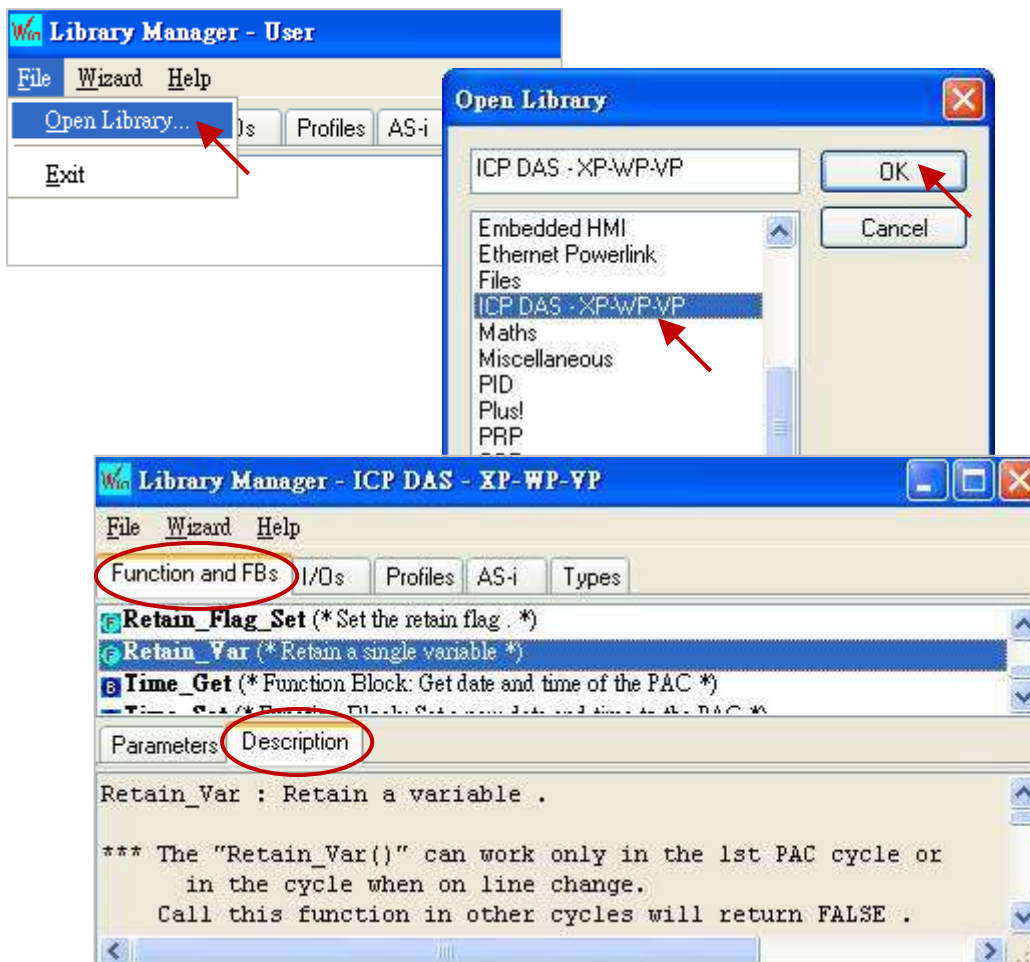 Win Library Manager - User
File Wizard Help
Open Library...
Profiles AS-i
Exit
Open Library
ICP DAS - XP-WP-VP
OK
Cancel
Embedded HMI
Ethernet Powerlink
Files
ICP DAS - XP-WP-VP
Maths
Miscellaneous
PID
Plus!
PRP
Win Library Manager - ICP DAS - XP-WP-VP
File Wizard Help
Function and FBs I/Os Profiles AS-i Types
F Retain_Flag_Set (* Set the retain flag . *)
F Retain_Var (* Retain a single variable *)
B Time_Get (* Function Block: Get date and time of the PAC *)
Parameters Description
Retain_Var : Retain a variable .
*** The "Retain_Var()" can work only in the 1st PAC cycle or
in the cycle when on line change.
Call this function in other cycles will return FALSE .